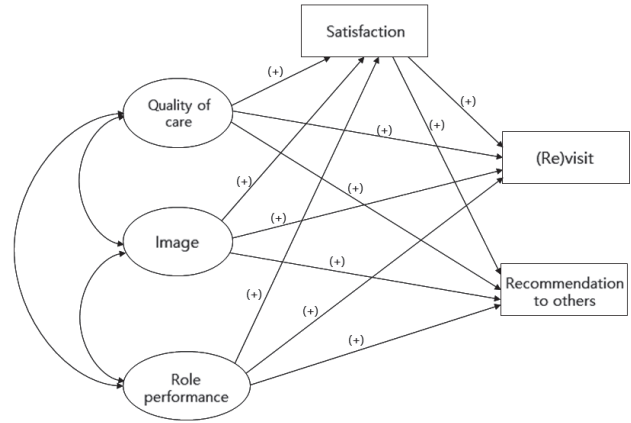 Satisfaction
(+)
(+)
Quality of
care
(+)
(+)
(Re)visit
(+)
(+)
(+)
Image
(+)
Recommendation
to others
(+)
(+)
(+)
Role
performance